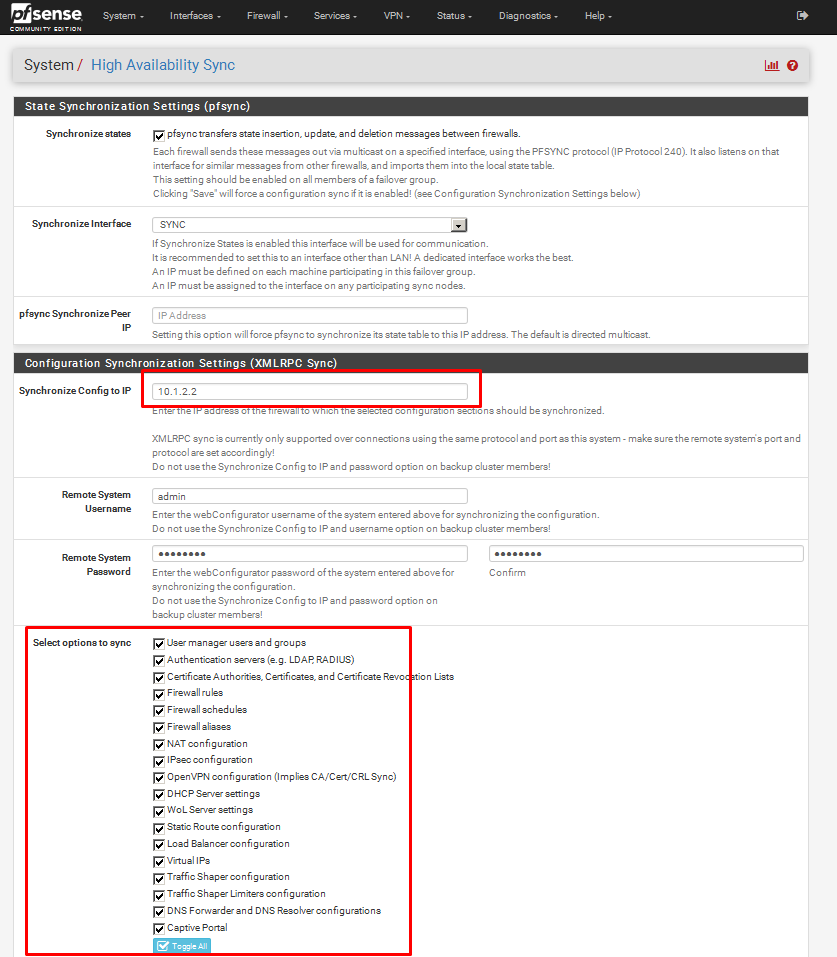 pfsense
COMMUNITY EDITION
System Interfaces Firewall Services VPN Status Diagnostics Help
System / High Availability Sync
State Synchronization Settings (pfsync)
Synchronize states
pfsync transfers state insertion, update, and deletion messages between firewalls.
Each firewall sends these messages out via multicast on a specified interface, using the PFSYNC protocol (IP Protocol 240). It also listens on that
interface for similar messages from other firewalls, and imports them into the local state table.
This setting should be enabled on all members of a failover group.
Clicking "Save" will force a configuration sync if it is enabled! (see Configuration Synchronization Settings below)
Synchronize Interface
SYNC
If Synchronize States is enabled this interface will be used for communication.
It is recommended to set this to an interface other than LAN! A dedicated interface works the best.
An IP must be defined on each machine participating in this failover group.
An IP must be assigned to the interface on any participating sync nodes.
pfsync Synchronize Peer
IP
IP Address
Setting this option will force pfsync to synchronize its state table to this IP address. The default is directed multicast.
Configuration Synchronization Settings (XMLRPC Sync)
Synchronize Config to IP
10.1.2.2
Enter the IP address of the firewall to which the selected configuration sections should be synchronized.
XMLRPC sync is currently only supported over connections using the same protocol and port as this system - make sure the remote system's port and
protocol are set accordingly!
Do not use the Synchronize Config to IP and password option on backup cluster members!
Remote System
Username
admin
Enter the webConfigurator username of the system entered above for synchronizing the configuration.
Do not use the Synchronize Config to IP and username option on backup cluster members!
Remote System
Password
Enter the webConfigurator password of the system entered above for
synchronizing the configuration.
Do not use the Synchronize Config to IP and password option on
backup cluster members!
Confirm
Select options to sync
User manager users and groups
Authentication servers (e.g. LDAP, RADIUS)
Certificate Authorities, Certificates, and Certificate Revocation Lists
Firewall rules
Firewall schedules
Firewall aliases
NAT configuration
IPsec configuration
OpenVPN configuration (Implies CA/Cert/CRL Sync)
DHCP Server settings
WoL Server settings
Static Route configuration
Load Balancer configuration
Virtual IPs
Traffic Shaper configuration
Traffic Shaper Limiters configuration
DNS Forwarder and DNS Resolver configurations
Captive Portal
Toggle All